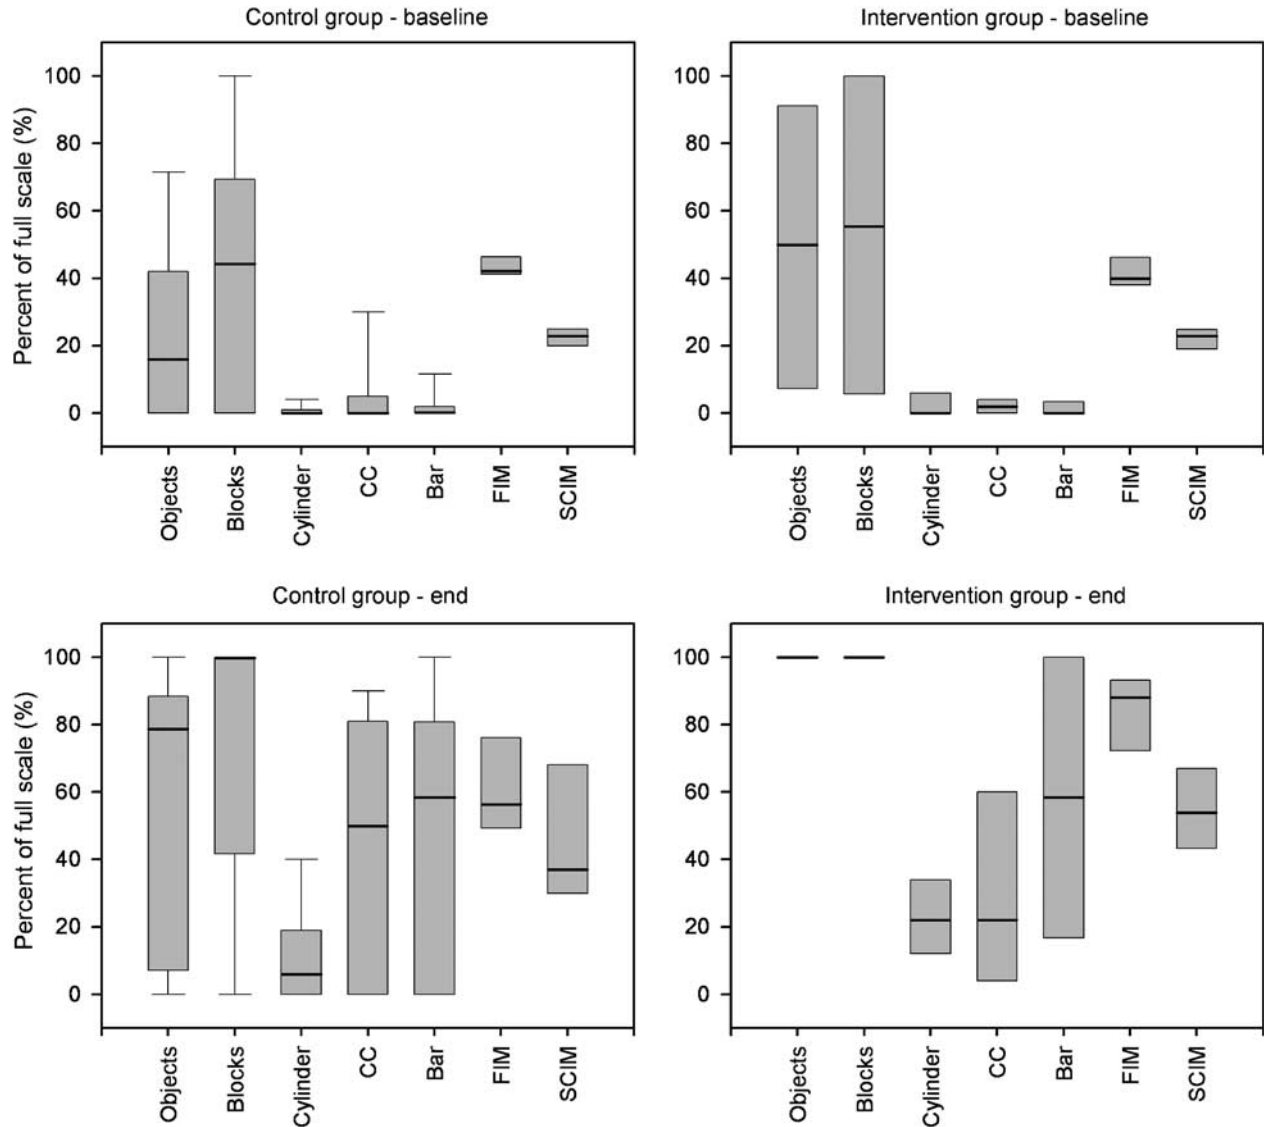 Control group - baseline
Intervention group - baseline
Percent of full scale (%)
100
80
60
40
20
0
100
80
60
40
20
0
Objects
Blocks
Cylinder
CC
Bar
FIM
SCIM
Objects
Blocks
Cylinder
CC
Bar
FIM
SCIM
Control group - end
Intervention group - end
Percent of full scale (%)
100
80
60
40
20
0
100
80
60
40
20
0
Objects
Blocks
Cylinder
CC
Bar
FIM
SCIM
Objects
Blocks
Cylinder
CC
Bar
FIM
SCIM